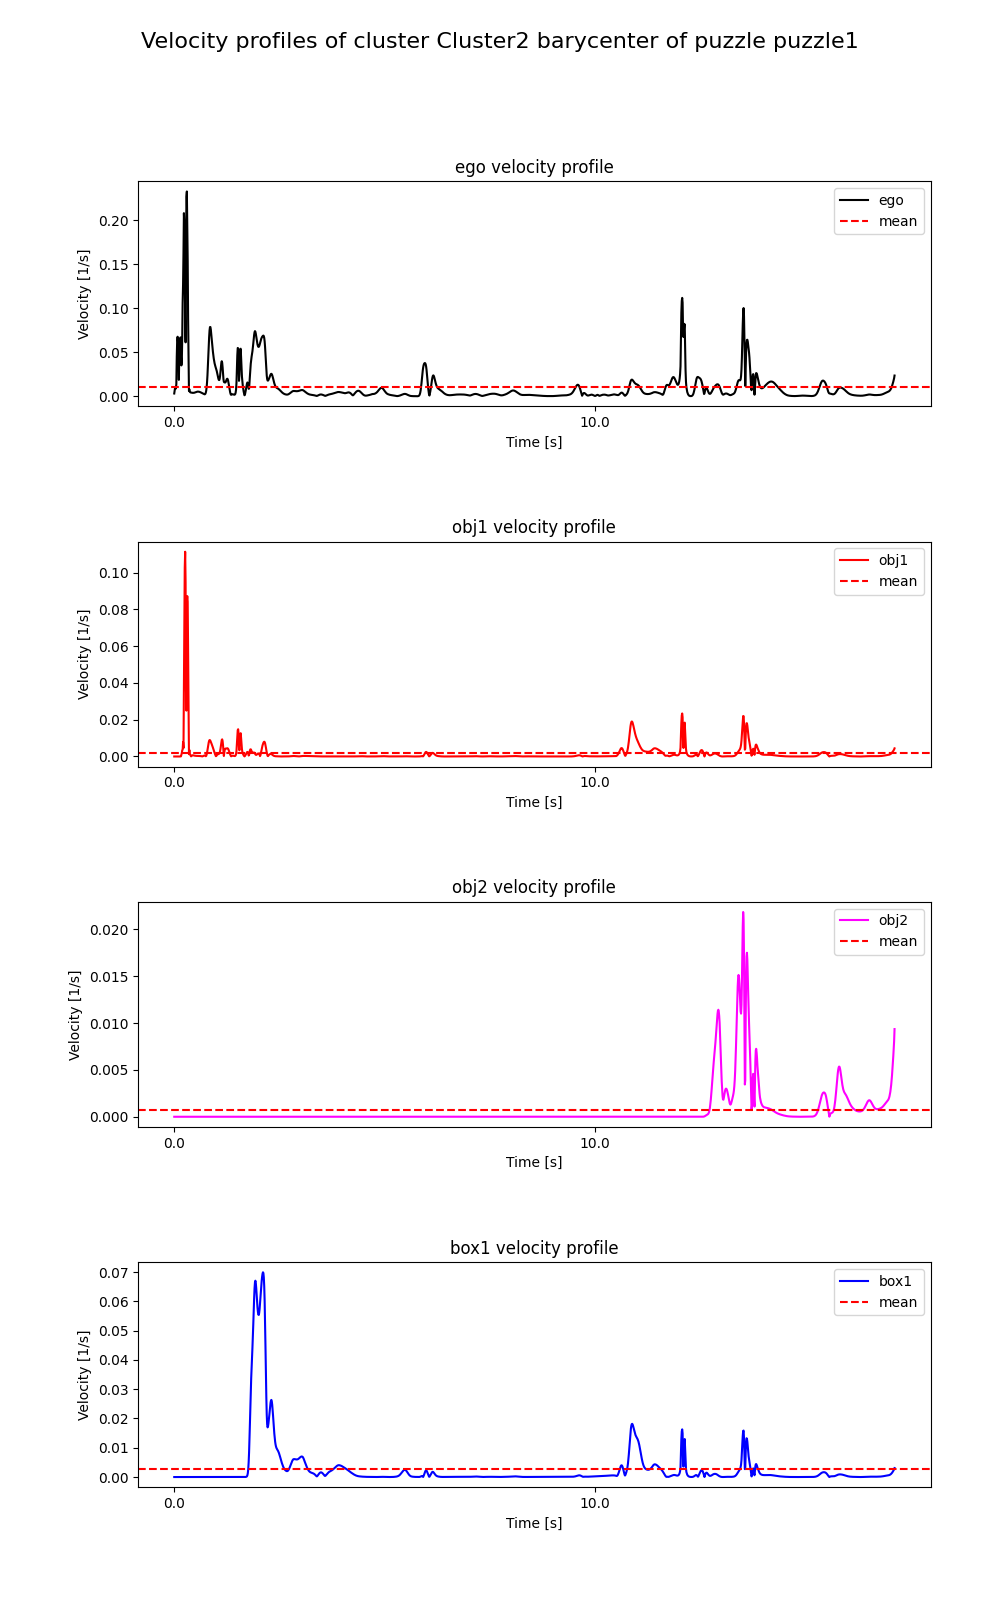 Velocity profiles of cluster Cluster2 barycenter of puzzle puzzle1
ego velocity profile
ego
mean
0.20
0.15
0.10
0.05
0.00
Velocity [1/s]
0.0 10.0
Time [s]
obj1 velocity profile
obj1
mean
0.10
0.08
0.06
0.04
0.02
0.00
Velocity [1/s]
0.0 10.0
Time [s]
obj2 velocity profile
obj2
mean
0.020
0.015
0.010
0.005
0.000
Velocity [1/s]
0.0 10.0
Time [s]
box1 velocity profile
box1
mean
0.07
0.06
0.05
0.04
0.03
0.02
0.01
0.00
Velocity [1/s]
0.0 10.0
Time [s]